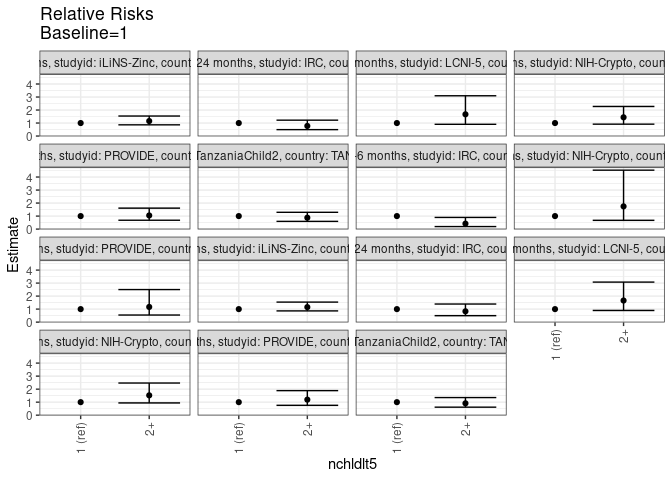 Relative Risks
Baseline=1
s, studyid: iLiNS-Zinc, count
24 months, studyid: IRC, cou
months, studyid: LCNI-5, cou
s, studyid: NIH-Crypto, coun
4
3
2
1
0
hs, studyid: PROVIDE, count
TanzaniaChild2, country: TAN
-6 months, studyid: IRC, coun
s, studyid: NIH-Crypto, coun
4
3
2
1
0
ns, studyid: PROVIDE, countr
s, studyid: iLiNS-Zinc, count
24 months, studyid: IRC, cou
months, studyid: LCNI-5, cou
4
3
2
1
0
s, studyid: NIH-Crypto, coun
hs, studyid: PROVIDE, count
TanzaniaChild2, country: TAN
4
3
2
1
0
Estimate
1 (ref)
2+
1 (ref)
2+
1 (ref)
2+
1 (ref)
2+
nchldlt5